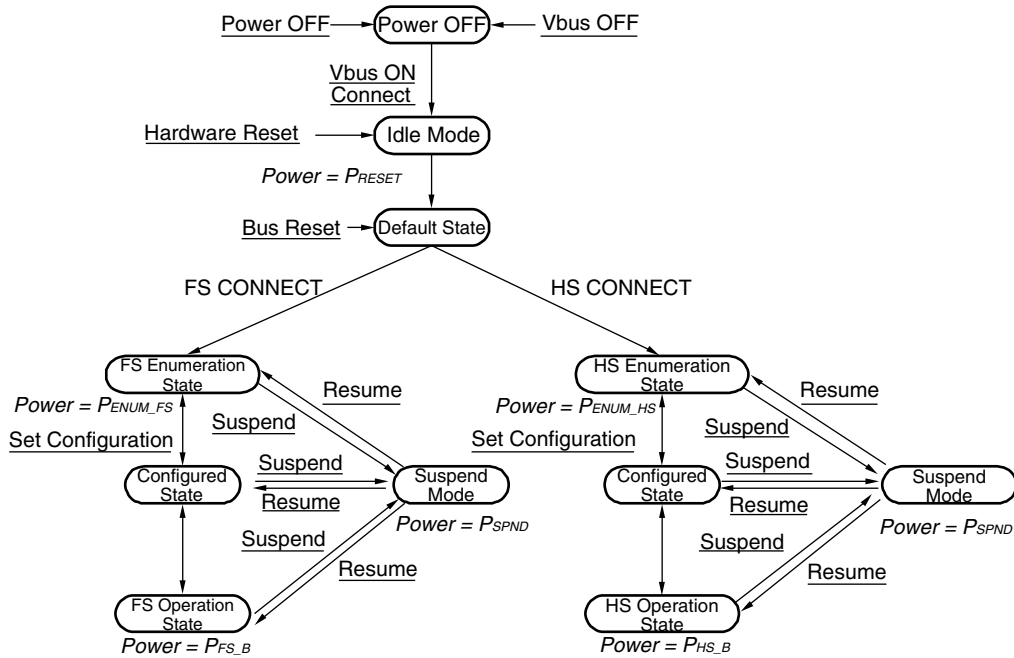 Power OFF
Power OFF
Vbus OFF
Vbus ON
Connect
Hardware Reset
Idle Mode
Power = PRESET
Bus Reset
Default State
FS CONNECT
HS CONNECT
FS Enumeration
State
Resume
Power = PENUM_FS
Suspend
Set Configuration
Configured
State
Suspend
Resume
Suspend
Mode
Power = PSPND
Suspend
Resume
FS Operation
State
Power = PFS_B
HS Enumeration
State
Resume
Power = PENUM_HS
Suspend
Set Configuration
Configured
State
Suspend
Resume
Suspend
Mode
Power = PSPND
Suspend
Resume
HS Operation
State
Power = PHS_B